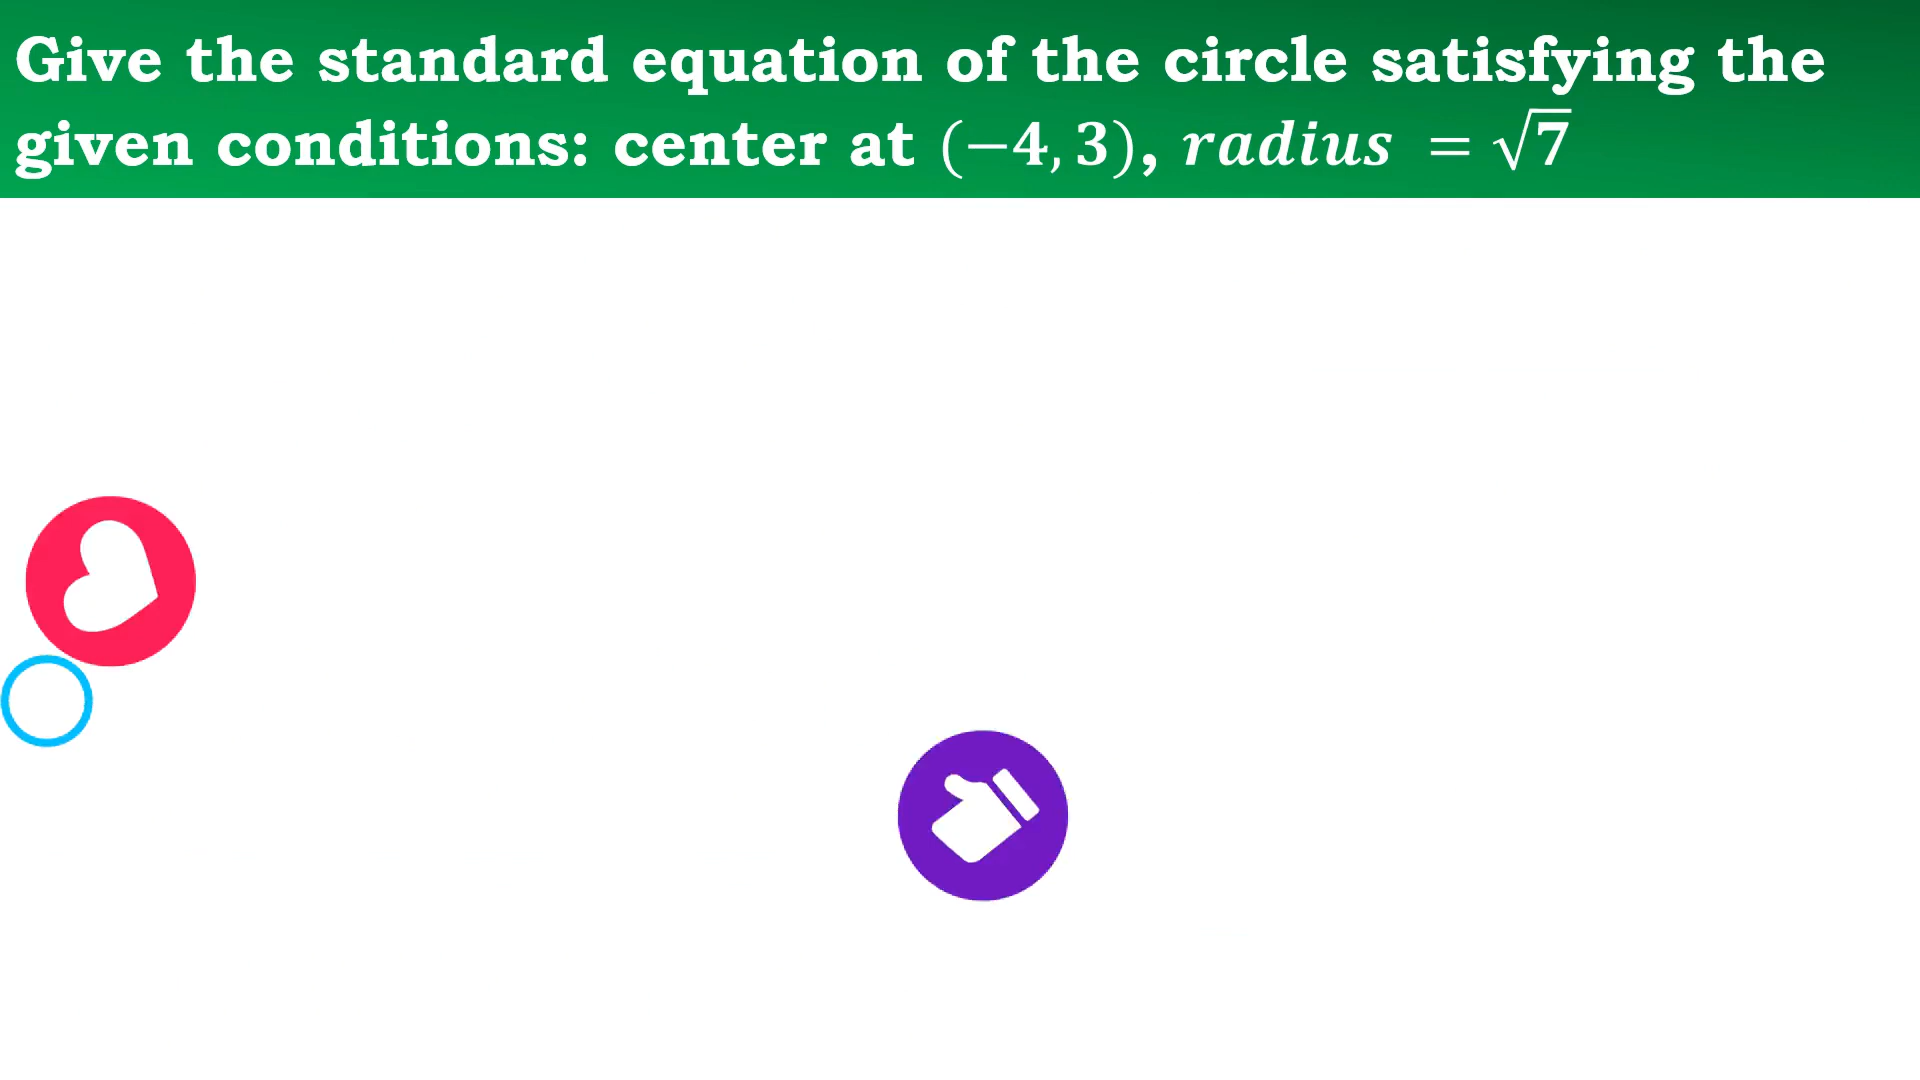 Give the standard equation of the circle satisfying the
given conditions: center at (−4, 3), radius = √7